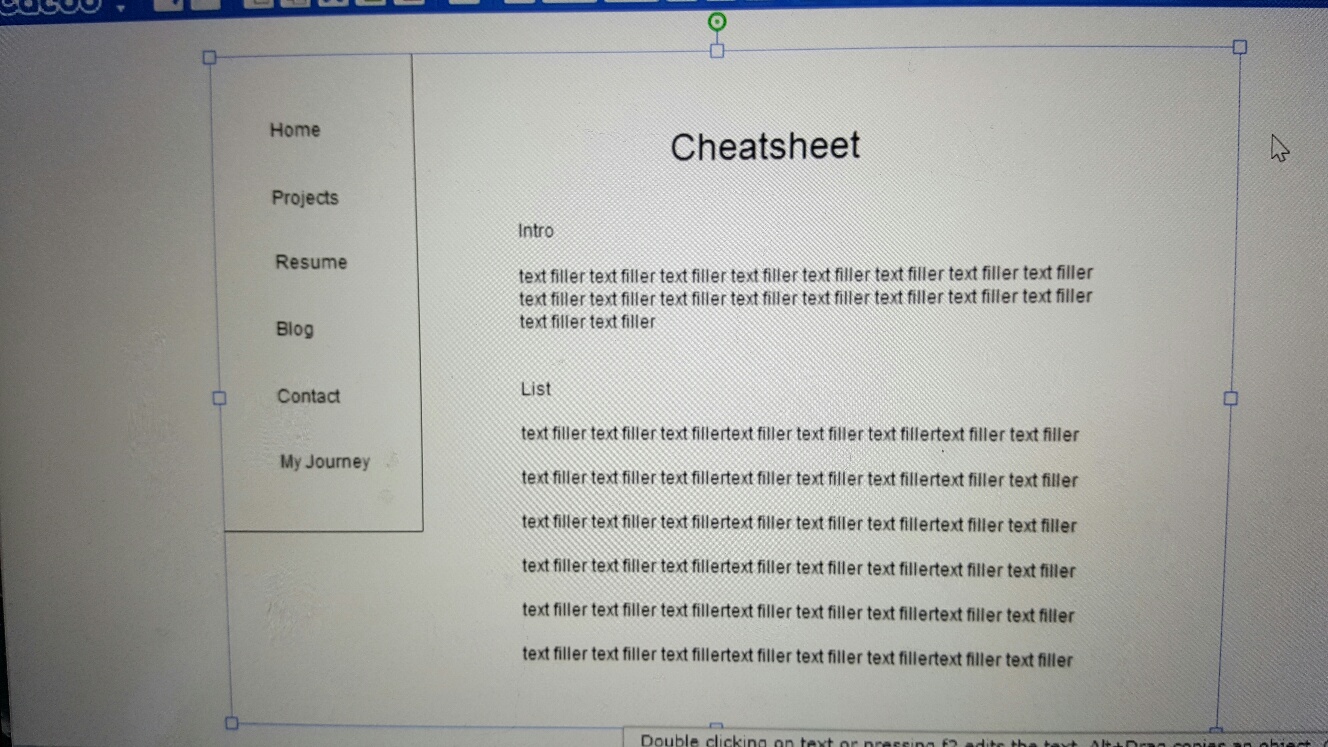 Home
Projects
Resume
Blog
Contact
My Journey
Cheatsheet
Intro
text filler text filler text filler text filler text filler text filler text filler text filler
text filler text filler text filler text filler text filler text filler text filler text filler
text filler text filler
List
text filler text filler text fillertext filler text filler text fillertext filler text filler
text filler text filler text fillertext filler text filler text fillertext filler text filler
text filler text filler text fillertext filler text filler text fillertext filler text filler
text filler text filler text fillertext filler text filler text fillertext filler text filler
text filler text filler text fillertext filler text filler text fillertext filler text filler
text filler text filler text fillertext filler text filler text fillertext filler text filler
Double clicking on text or pressing f2 edits the text. Alt+Drag copies an object.